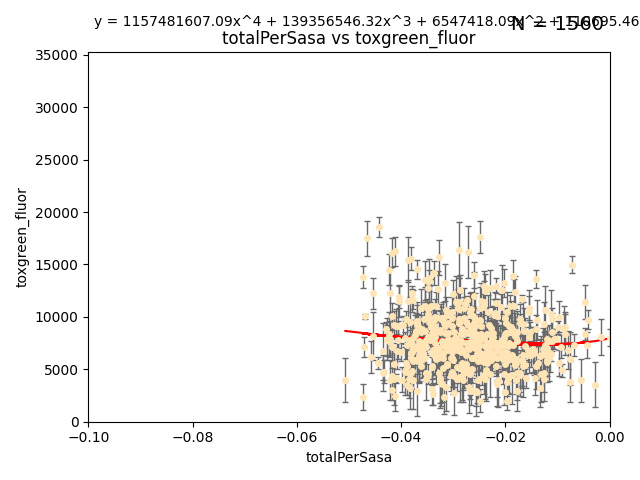 y = 1157481607.09x^4 + 139356546.32x^3 + 6547418.09x^2 +
N = 1560
totalPerSasa vs toxgreen_fluor
35000
30000
25000
20000
15000
10000
5000
0
toxgreen_fluor
−0.10
−0.08
−0.06
−0.04
−0.02
0.00
totalPerSasa